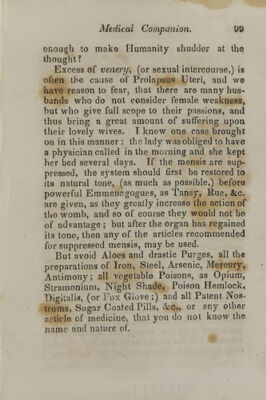 Medical Companion. 99
enough to make Humanity shudder at the
thought?
Excess of venery, (or sexual intercourse,) is
often the cause of Prolapsus Uteri, and we
have reason to fear, that there are many hus-
bands who do not consider female weakness,
but who give full scope to their passions, and
thus bring a great amount of suffering upon
their lovely wives. I knew one case brought
on in this manner: the lady was obliged to have
a physician called in the morning and she kept
her bed several days. If the mensis are sup-
pressed, the system should first be restored to
its natural tone, (as much as possible,) before
powerful Emmenagogues, as Tansy, Rue, &c.
are given, as they greatly increase the action of
the womb, and so of course they would not be
of advantage; but after the organ has regained
its tone, then any of the articles recommended
for suppressed mensis, may be used.
But avoid Aloes and drastic Purges, all the
preparations of Iron, Steel, Arsenic, Mercury,
Antimony; all vegetable Poisons, as Opium,
Stramonium, Night Shade, Poison Hemlock,
Digitalis, (or Fox Glove;) and all Patent Nos-
trums, Sugar Coated Pills, &c., or any other
article of medicine, that you do not know the
name and nature of.